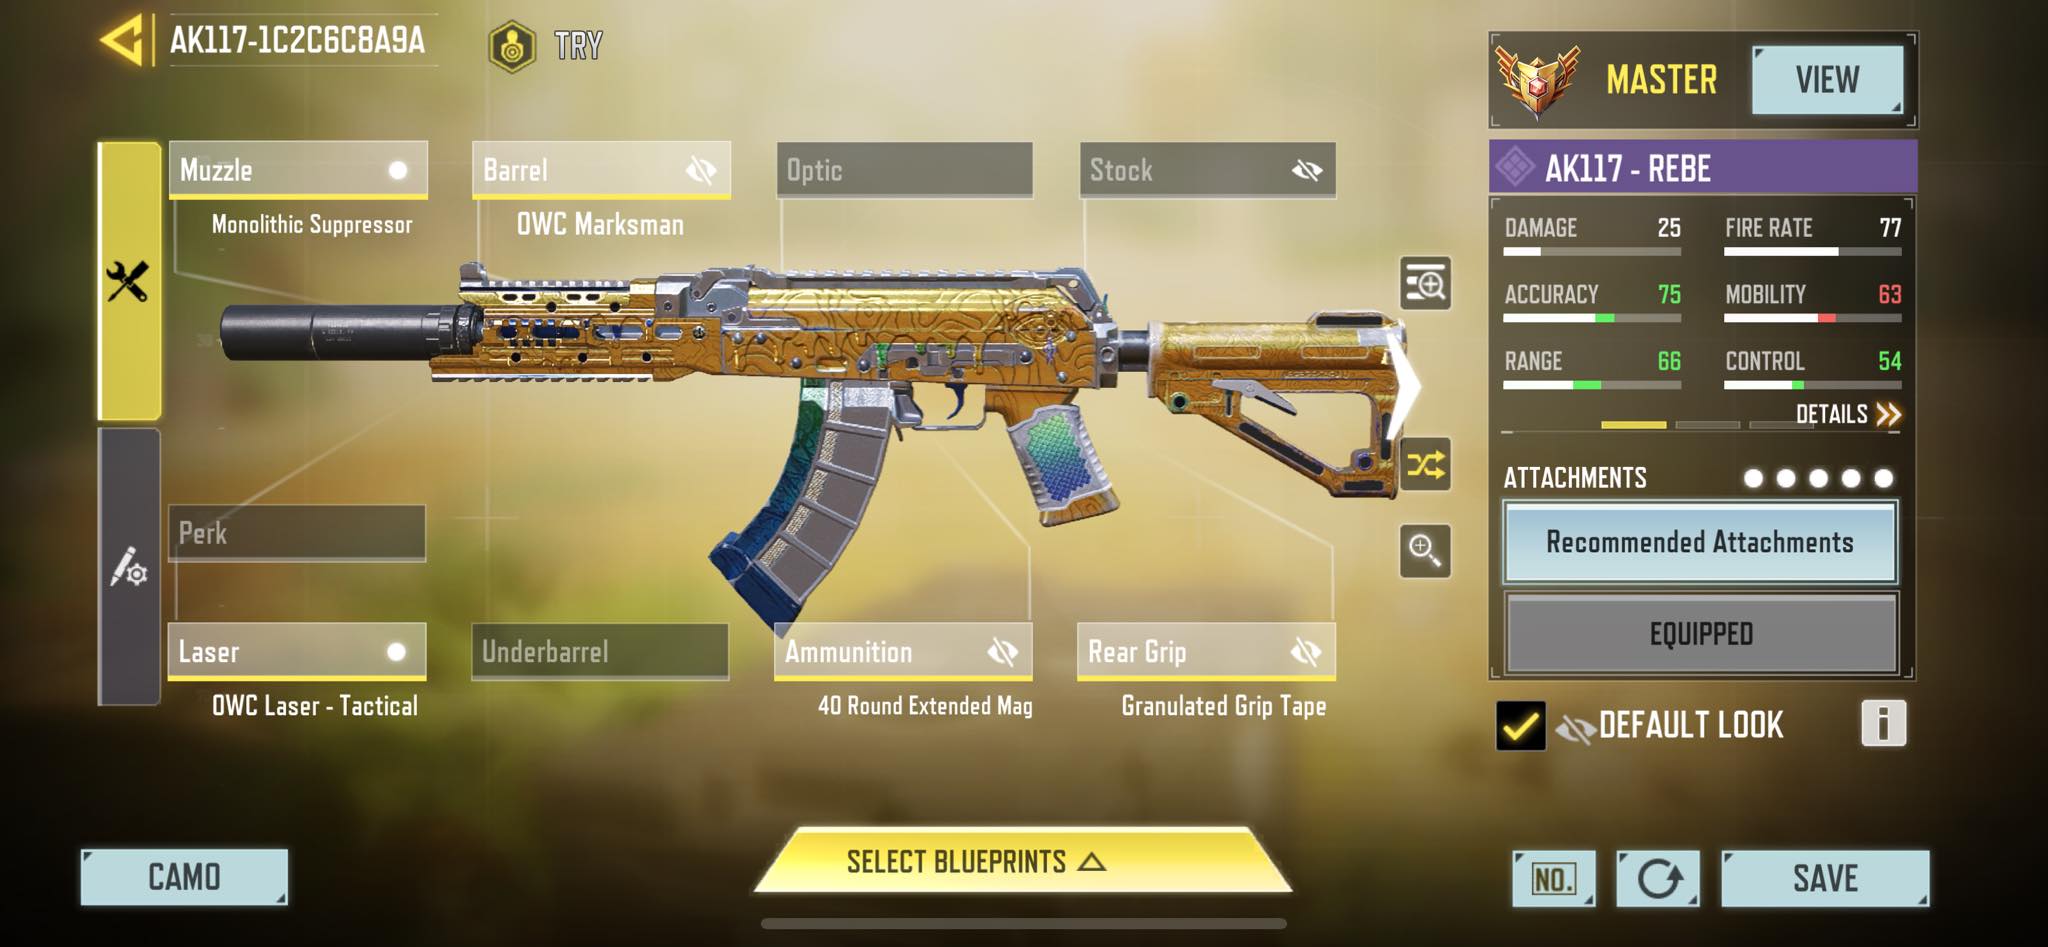 AK117-1C2C6C8A9A
TRY
MASTER
VIEW
Muzzle
Monolithic Suppressor
Barrel
OWC Marksman
Optic
Stock
AK117 - REBE
DAMAGE 25
FIRE RATE 77
ACCURACY 75
MOBILITY 63
RANGE 66
CONTROL 54
DETAILS
ATTACHMENTS
Recommended Attachments
EQUIPPED
Perk
Laser
OWC Laser - Tactical
Underbarrel
Ammunition
40 Round Extended Mag
Rear Grip
Granulated Grip Tape
DEFAULT LOOK
i
CAMO
SELECT BLUEPRINTS
NO.
SAVE